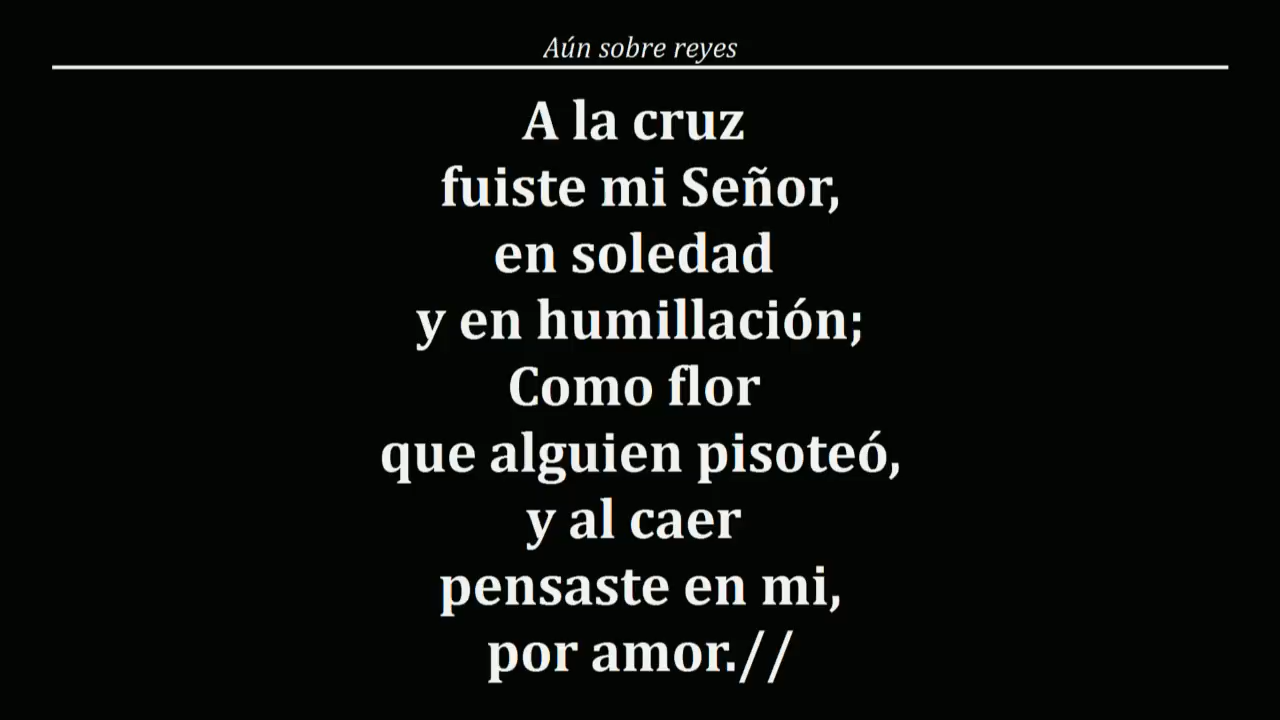 Aún sobre reyes
A la cruz
fuiste mi Señor,
en soledad
y en humillación;
Como flor
que alguien pisoteó,
y al caer
pensaste en mi,
por amor.//